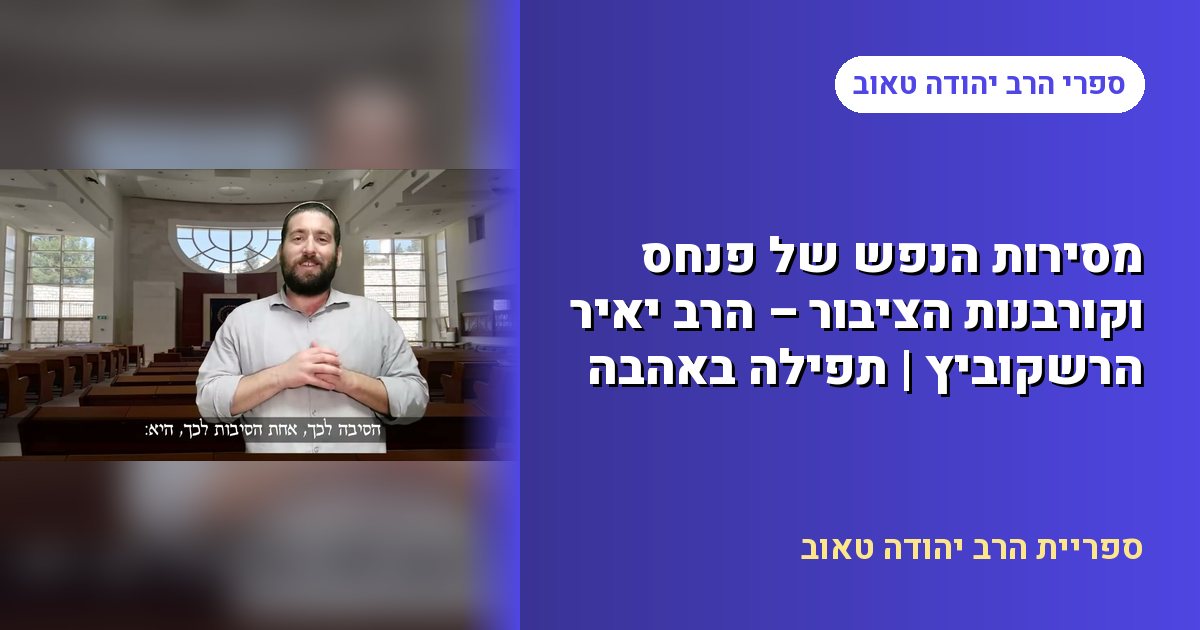 ספרי הרב יהודה טאוב
מסירות הנפש של פנחס
וקורבנות הציבור – הרב יאיר
הרשקוביץ | תפילה באהבה
הסיבה לכך, אחת הסיבות לכך, היא:
ספריית הרב יהודה טאוב